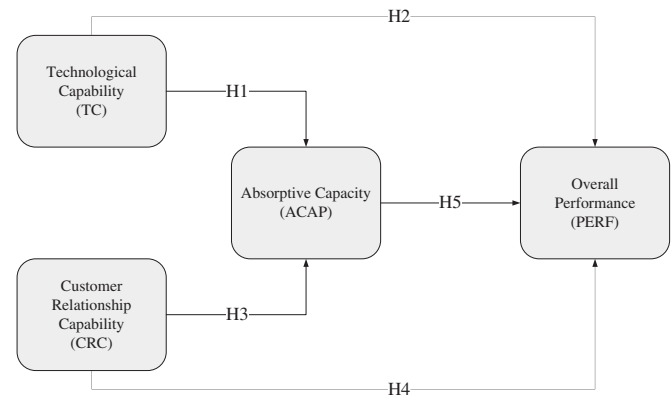 H2
Technological
Capability
(TC)
H1
Absorptive Capacity
(ACAP)
H5
Overall
Performance
(PERF)
Customer
Relationship
Capability
(CRC)
H3
H4